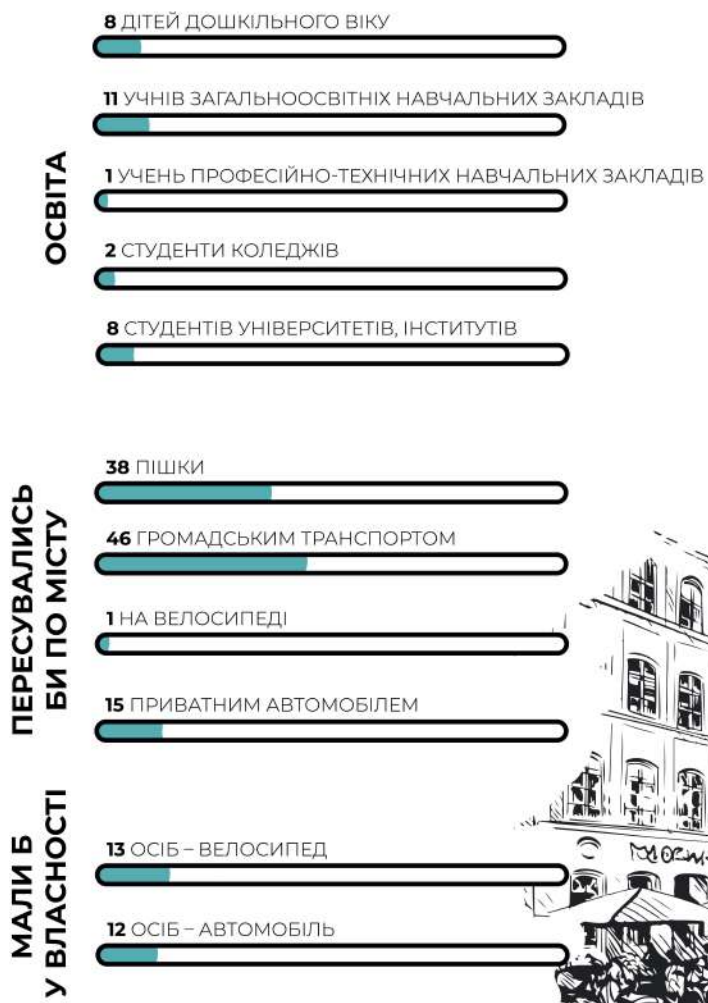 8 ДІТЕЙ ДОШКІЛЬНОГО ВІКУ
11 УЧНІВ ЗАГАЛЬНООСВІТНІХ НАВЧАЛЬНИХ ЗАКЛАДІВ
ОСВІТА
1 УЧЕНЬ ПРОФЕСІЙНО-ТЕХНІЧНИХ НАВЧАЛЬНИХ ЗАКЛАДІВ
2 СТУДЕНТИ КОЛЕДЖІВ
8 СТУДЕНТІВ УНІВЕРСИТЕТІВ, ІНСТИТУТІВ
ПЕРЕСУВАЛИСЬ
БИ ПО МІСТУ
38 ПІШКИ
46 ГРОМАДСЬКИМ ТРАНСПОРТОМ
1 НА ВЕЛОСИПЕДІ
15 ПРИВАТНИМ АВТОМОБІЛЕМ
МАЛИ Б
У ВЛАСНОСТІ
13 ОСІБ – ВЕЛОСИПЕД
12 ОСІБ – АВТОМОБІЛЬ